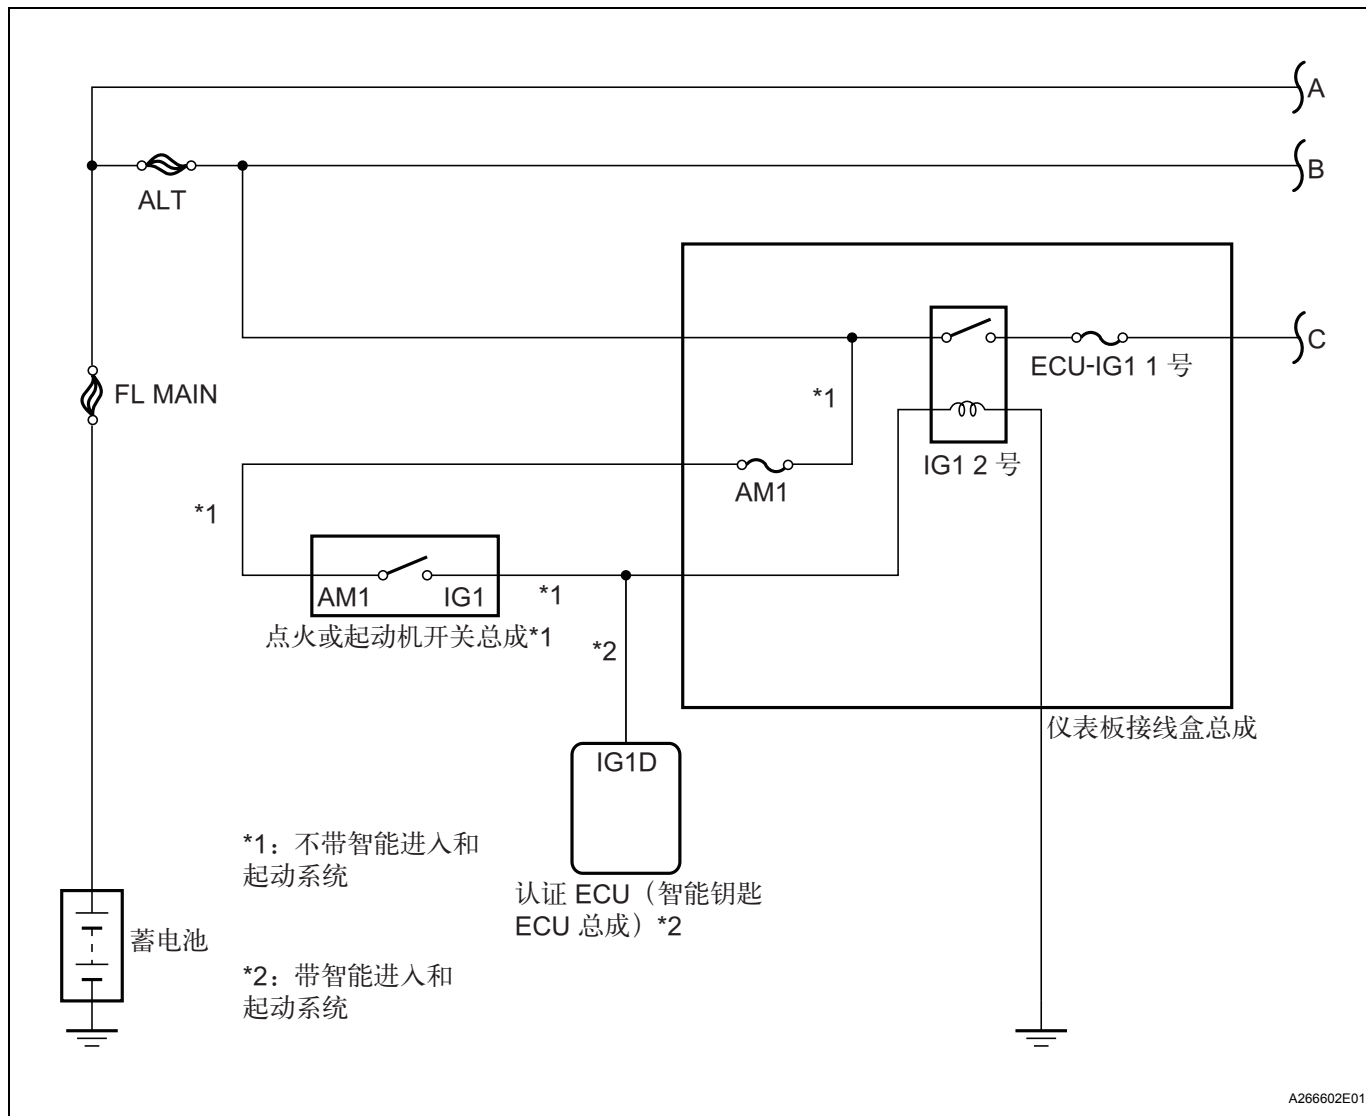 A
B
ALT
C
ECU-IG1 1 号
FL MAIN
*1
IG1 2 号
AM1
*1
AM1
IG1
*1
点火或起动机开关总成*1
*2
仪表板接线盒总成
IG1D
*1：不带智能进入和
起动系统
认证 ECU（智能钥匙
ECU 总成）*2
蓄电池
*2：带智能进入和
起动系统
A266602E01